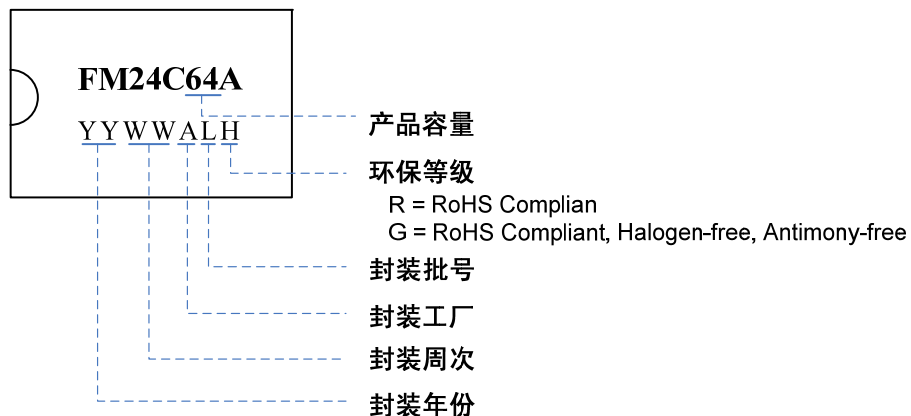 FM24C64A
YYWWALH
产品容量
环保等级
R = RoHS Complian
G = RoHS Compliant, Halogen-free, Antimony-free
封装批号
封装工厂
封装周次
封装年份